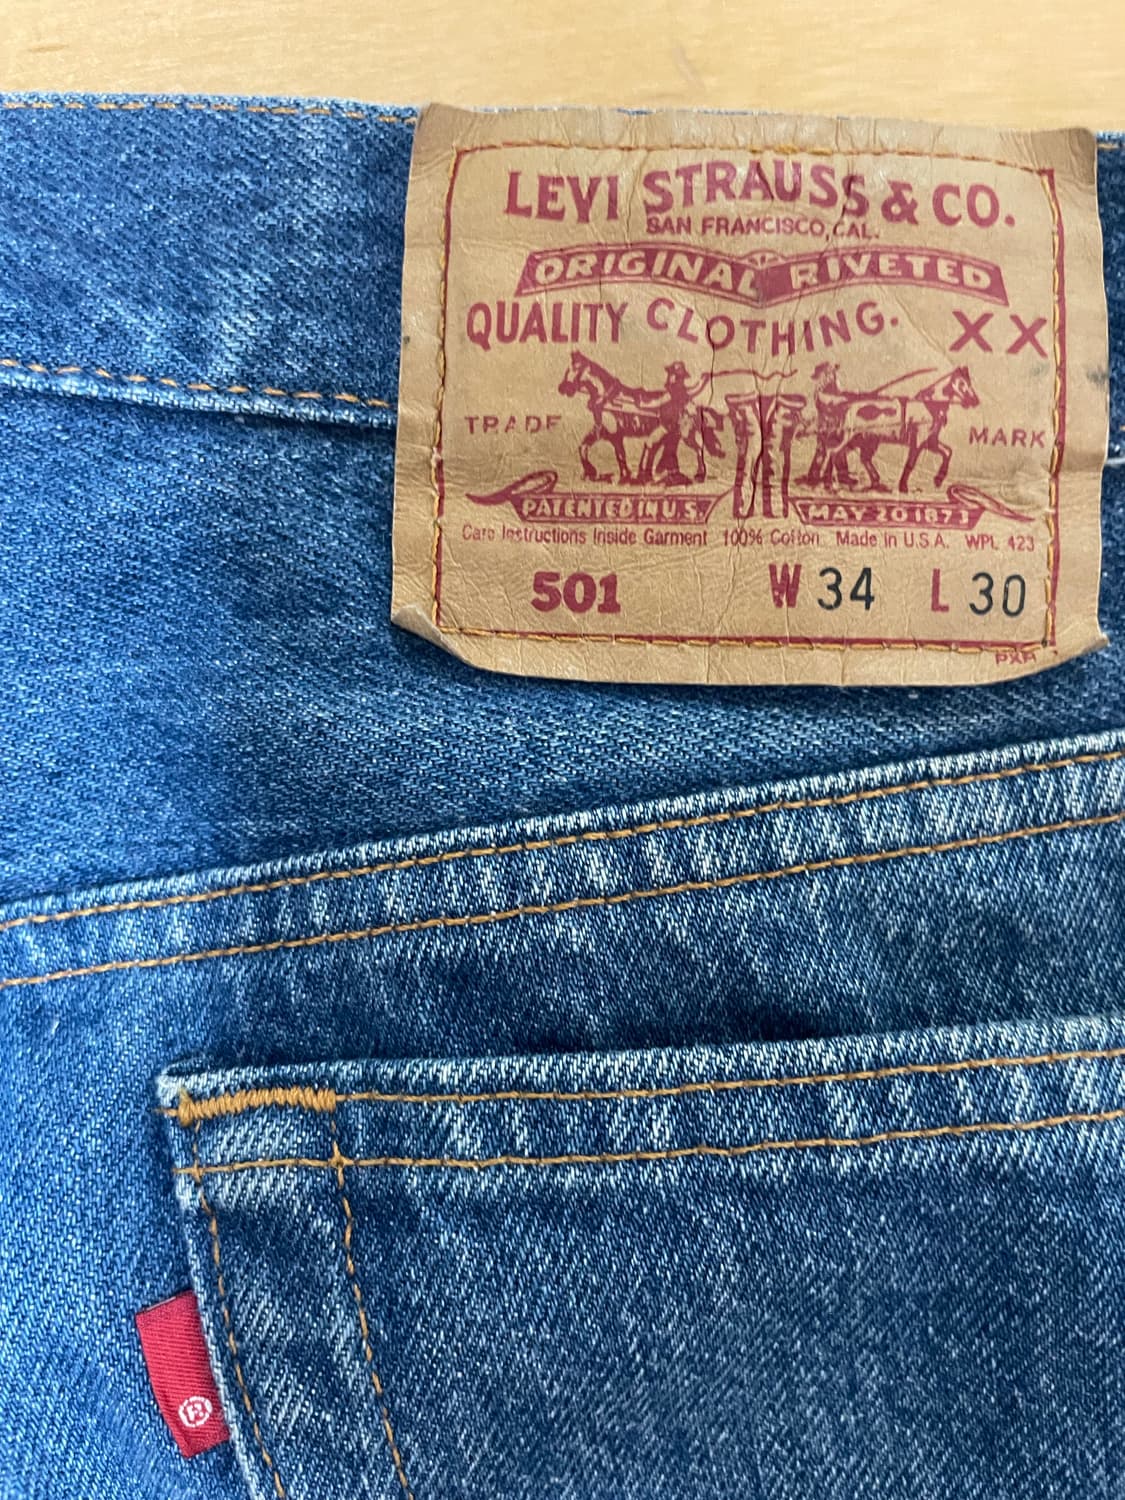 LEVI STRAUSS & CO.
SAN FRANCISCO, CAL.
ORIGINAL RIVETED
QUALITY CLOTHING. XX
TRADE MARK
PATENTED IN U.S. MAY 20 1873
Care Instructions Inside Garment 100% Cotton Made in U.S.A. WPL 423
501 W 34 L 30
®